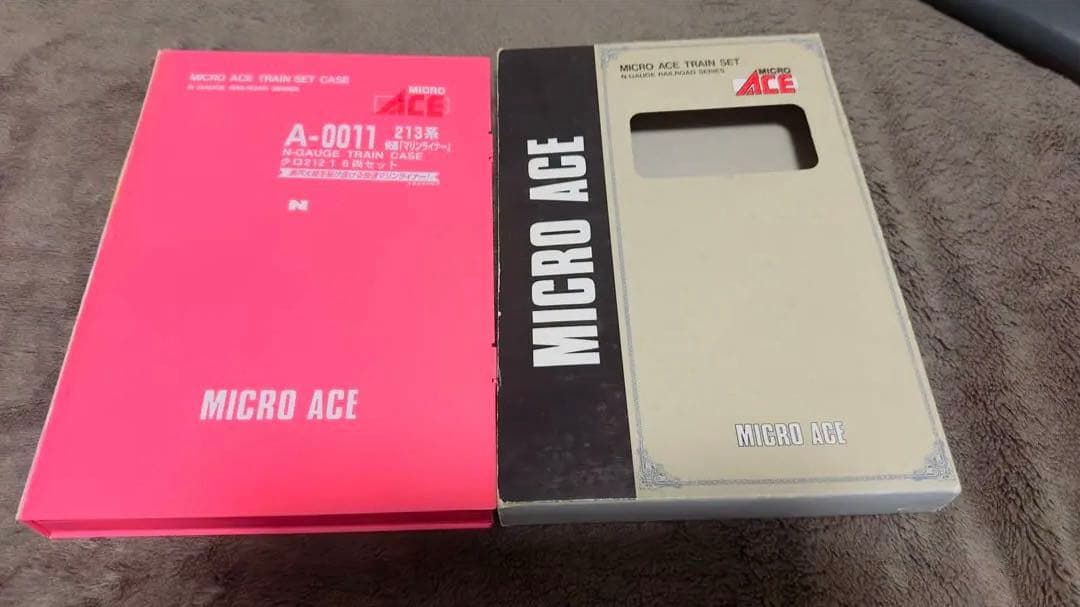 MICRO ACE TRAIN SET CASE
N-GAUGE RAILROAD SERIES
MICRO
ACE
A-0011 213系
快速「マリンライナー」
N-GAUGE TRAIN CASE
クロ212-1 6両セット
N
MICRO ACE
MICRO ACE
MICRO ACE TRAIN SET
N-GAUGE RAILROAD SERIES
MICRO
ACE
MICRO ACE